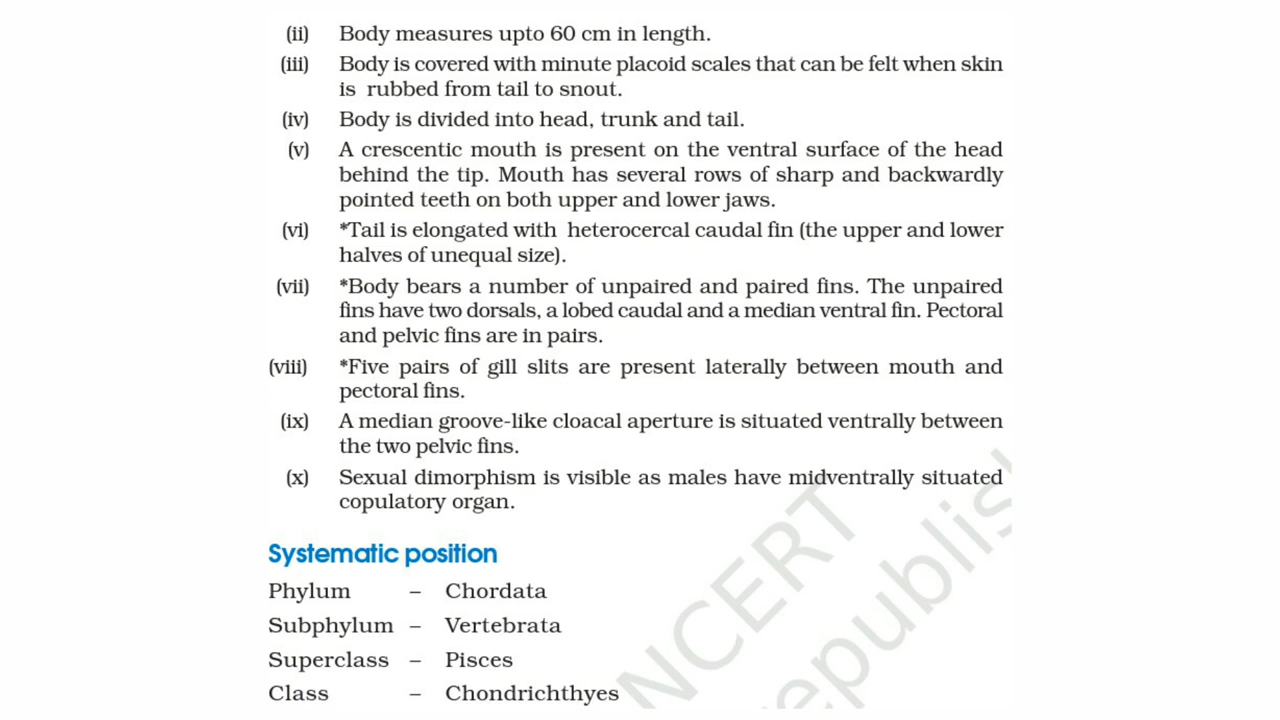 (ii) Body measures upto 60 cm in length.
(iii) Body is covered with minute placoid scales that can be felt when skin
is rubbed from tail to snout.
(iv) Body is divided into head, trunk and tail.
(v) A crescentic mouth is present on the ventral surface of the head
behind the tip. Mouth has several rows of sharp and backwardly
pointed teeth on both upper and lower jaws.
(vi) *Tail is elongated with heterocercal caudal fin (the upper and lower
halves of unequal size).
(vii) *Body bears a number of unpaired and paired fins. The unpaired
fins have two dorsals, a lobed caudal and a median ventral fin. Pectoral
and pelvic fins are in pairs.
(viii) *Five pairs of gill slits are present laterally between mouth and
pectoral fins.
(ix) A median groove-like cloacal aperture is situated ventrally between
the two pelvic fins.
(x) Sexual dimorphism is visible as males have midventrally situated
copulatory organ.
Systematic position
Phylum – Chordata
Subphylum – Vertebrata
Superclass – Pisces
Class – Chondrichthyes
NCERT
republis